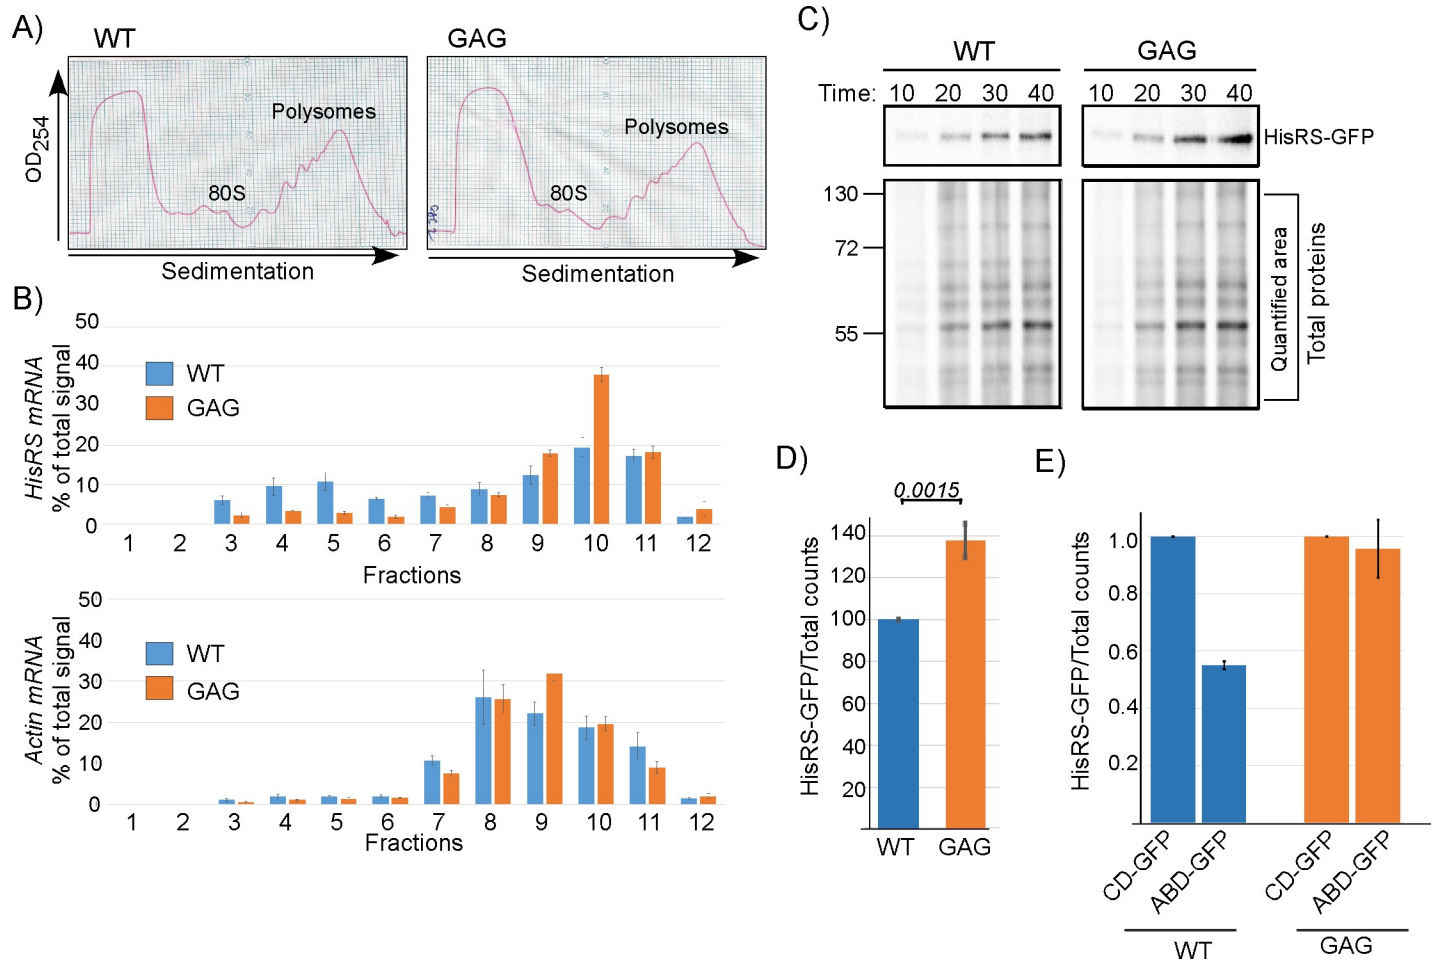 A)
WT
GAG
OD254
Polysomes
80S
Sedimentation
Polysomes
80S
Sedimentation
B)
HisRS mRNA
% of total signal
50
40
30
20
10
0
WT
GAG
1 2 3 4 5 6 7 8 9 10 11 12
Fractions
Actin mRNA
% of total signal
50
40
30
20
10
0
WT
GAG
1 2 3 4 5 6 7 8 9 10 11 12
Fractions
C)
WT
GAG
Time: 10 20 30 40 10 20 30 40
HisRS-GFP
130
72
55
Quantified area
Total proteins
D)
0.0015
HisRS-GFP/Total counts
140
120
100
80
60
40
20
WT GAG
E)
HisRS-GFP/Total counts
1.0
0.8
0.6
0.4
0.2
CD-GFP
ABD-GFP
CD-GFP
ABD-GFP
WT
GAG